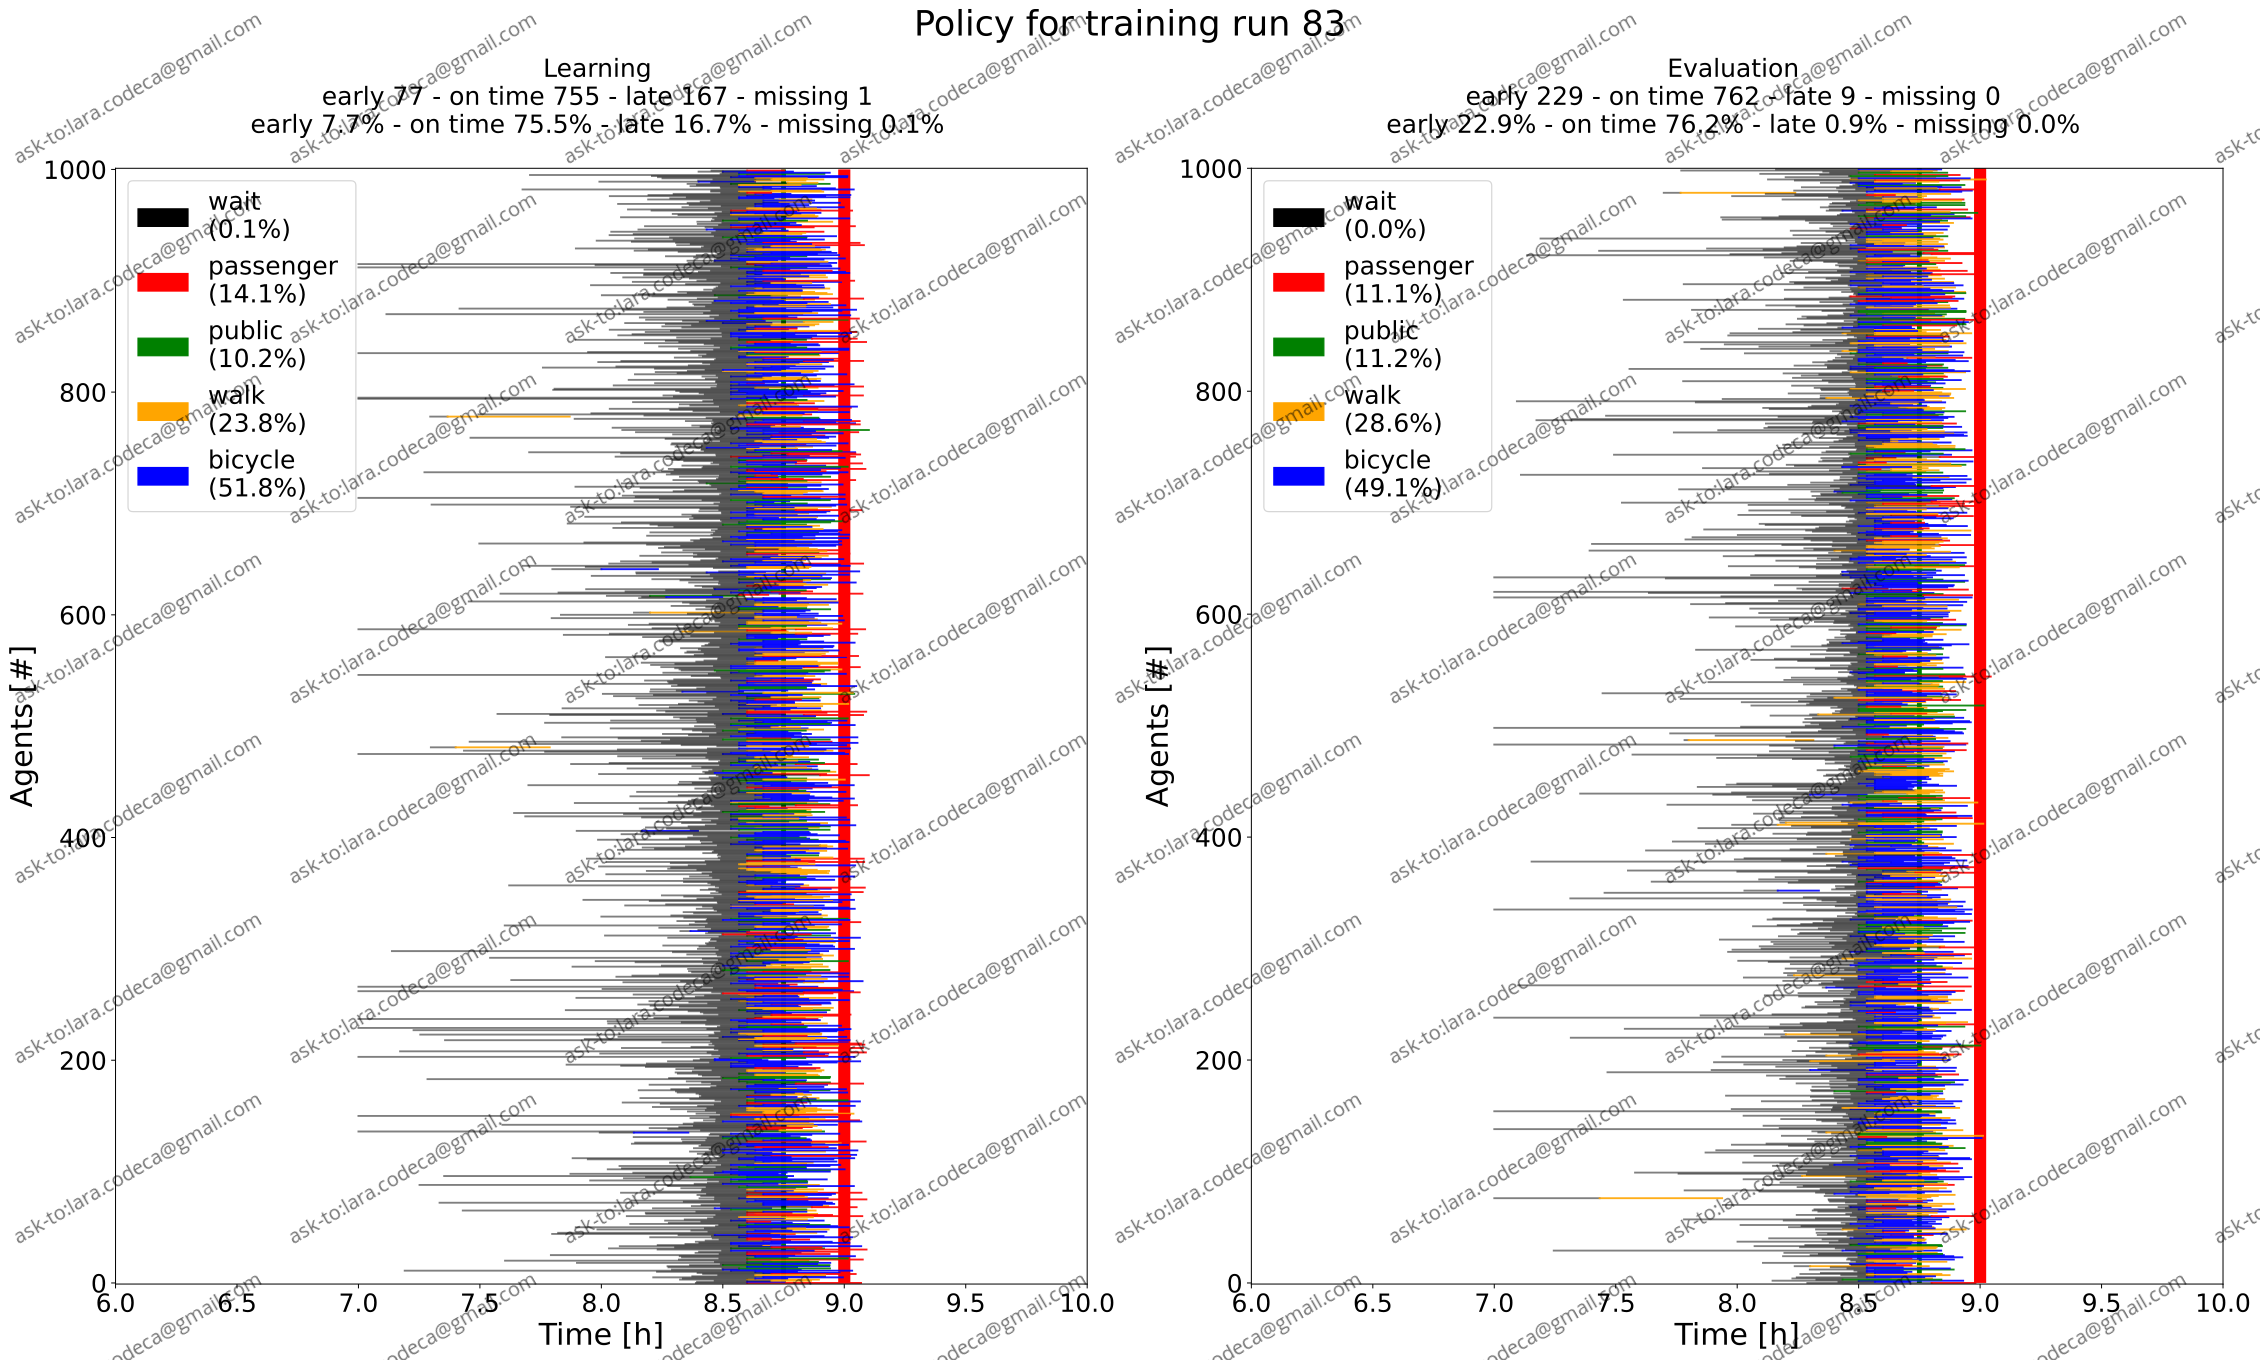 Policy for training run 83
Learning
early 77 - on time 755 - late 167 - missing 1
early 7.7% - on time 75.5% - late 16.7% - missing 0.1%
1000
800
600
400
200
0
Agents [#]
wait
(0.1%)
passenger
(14.1%)
public
(10.2%)
walk
(23.8%)
bicycle
(51.8%)
6.0 6.5 7.0 7.5 8.0 8.5 9.0 9.5 10.0
Time [h]
Evaluation
early 229 - on time 762 - late 9 - missing 0
early 22.9% - on time 76.2% - late 0.9% - missing 0.0%
1000
800
600
400
200
0
Agents [#]
wait
(0.0%)
passenger
(11.1%)
public
(11.2%)
walk
(28.6%)
bicycle
(49.1%)
6.0 6.5 7.0 7.5 8.0 8.5 9.0 9.5 10.0
Time [h]
ask-to:lara.codeca@gmail.com